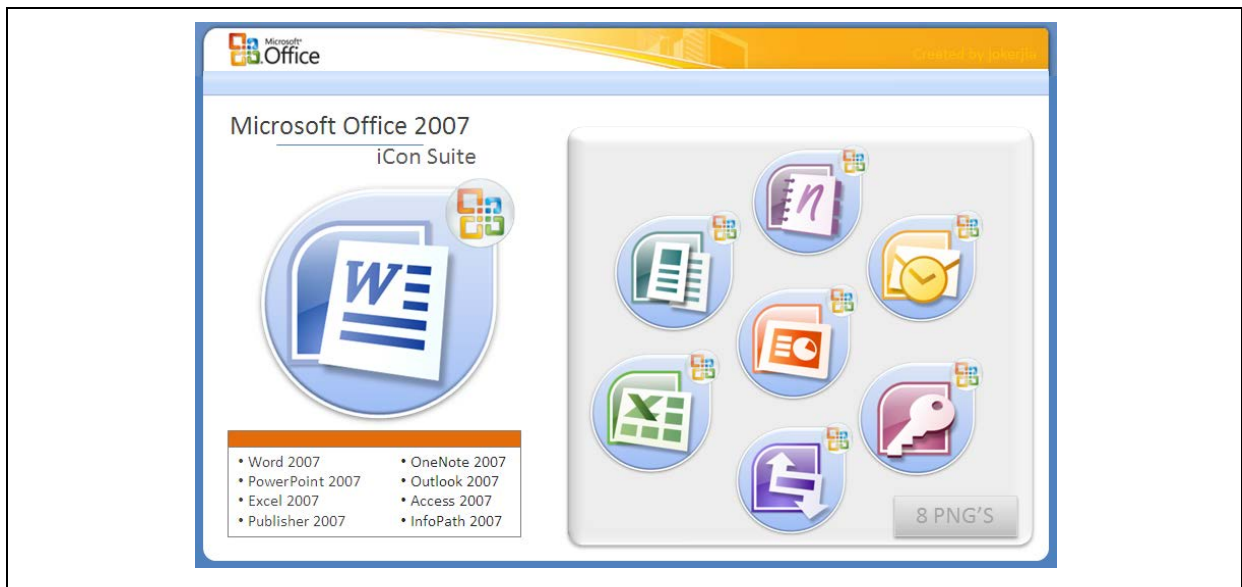 Microsoft
Office
Created by jokerjia
Microsoft Office 2007
iCon Suite
W
n
• Word 2007
• PowerPoint 2007
• Excel 2007
• Publisher 2007
• OneNote 2007
• Outlook 2007
• Access 2007
• InfoPath 2007
8 PNG'S